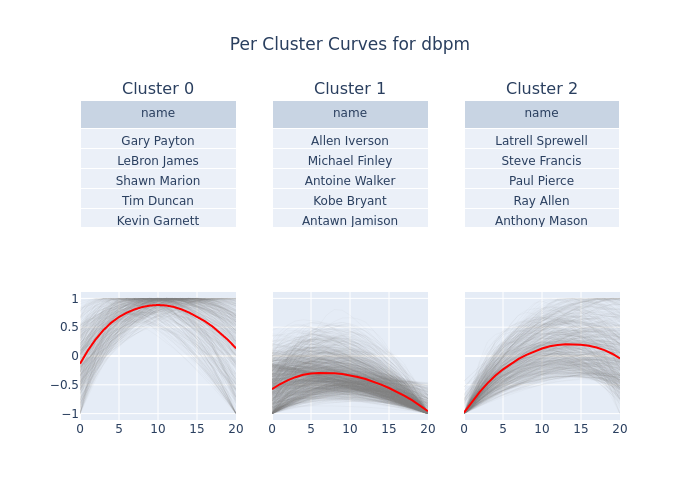 Per Cluster Curves for dbpm
Cluster 0
Cluster 1
Cluster 2
name
name
name
Gary Payton
Allen Iverson
Latrell Sprewell
LeBron James
Michael Finley
Steve Francis
Shawn Marion
Antoine Walker
Paul Pierce
Tim Duncan
Kobe Bryant
Ray Allen
Kevin Garnett
Antawn Jamison
Anthony Mason
1
0.5
0
−0.5
−1
0 5 10 15 20
0 5 10 15 20
0 5 10 15 20